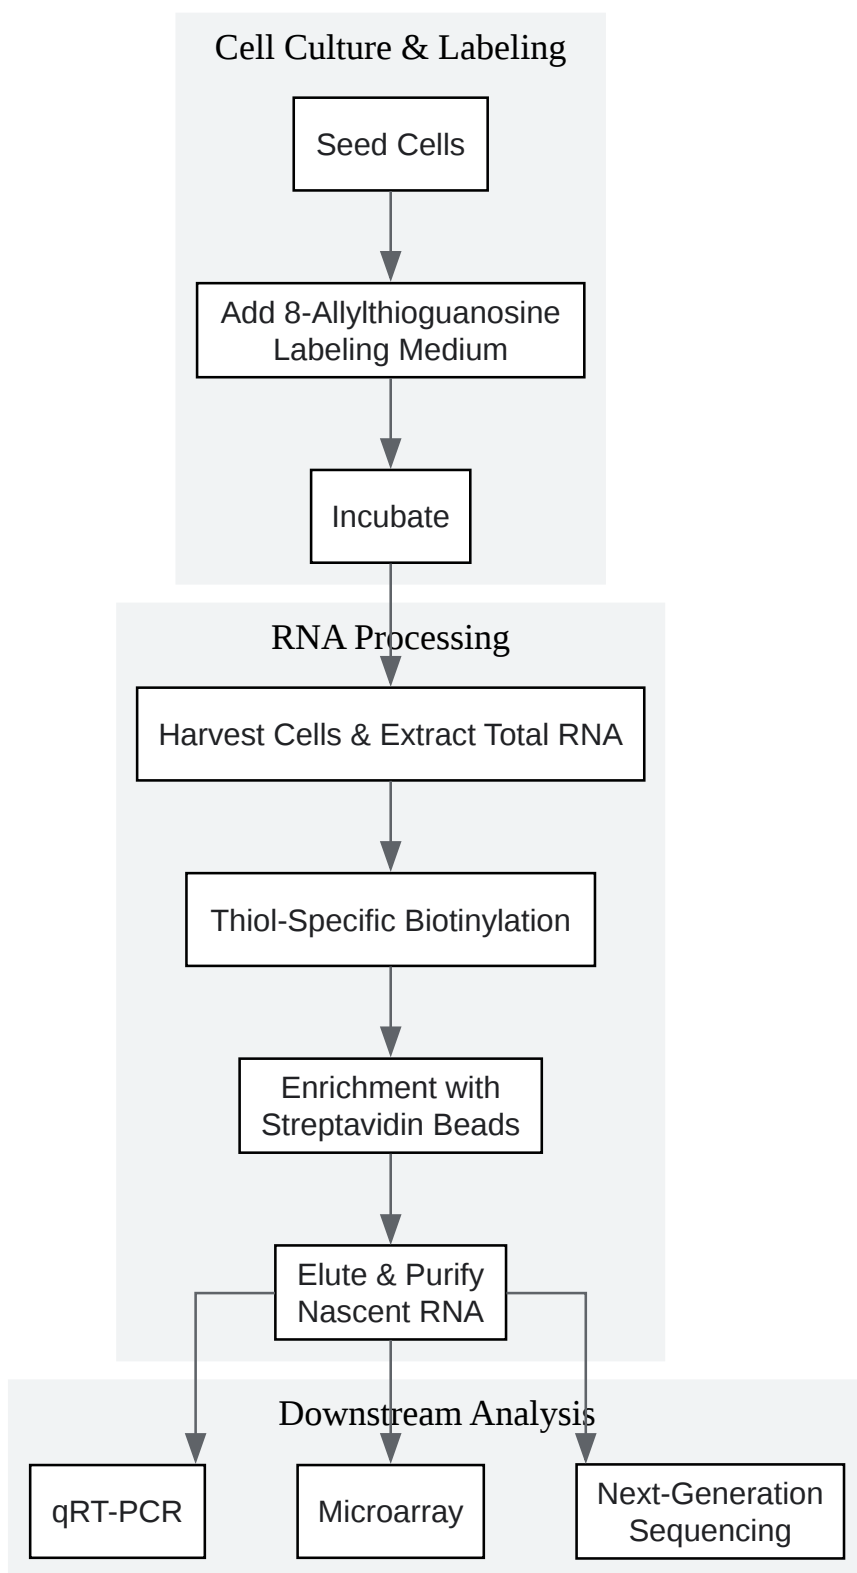 Cell Culture & Labeling
Seed Cells
Add 8-Allylthioguanosine
Labeling Medium
Incubate
RNA Processing
Harvest Cells & Extract Total RNA
Thiol-Specific Biotinylation
Enrichment with
Streptavidin Beads
Elute & Purify
Nascent RNA
Downstream Analysis
qRT-PCR
Microarray
Next-Generation
Sequencing